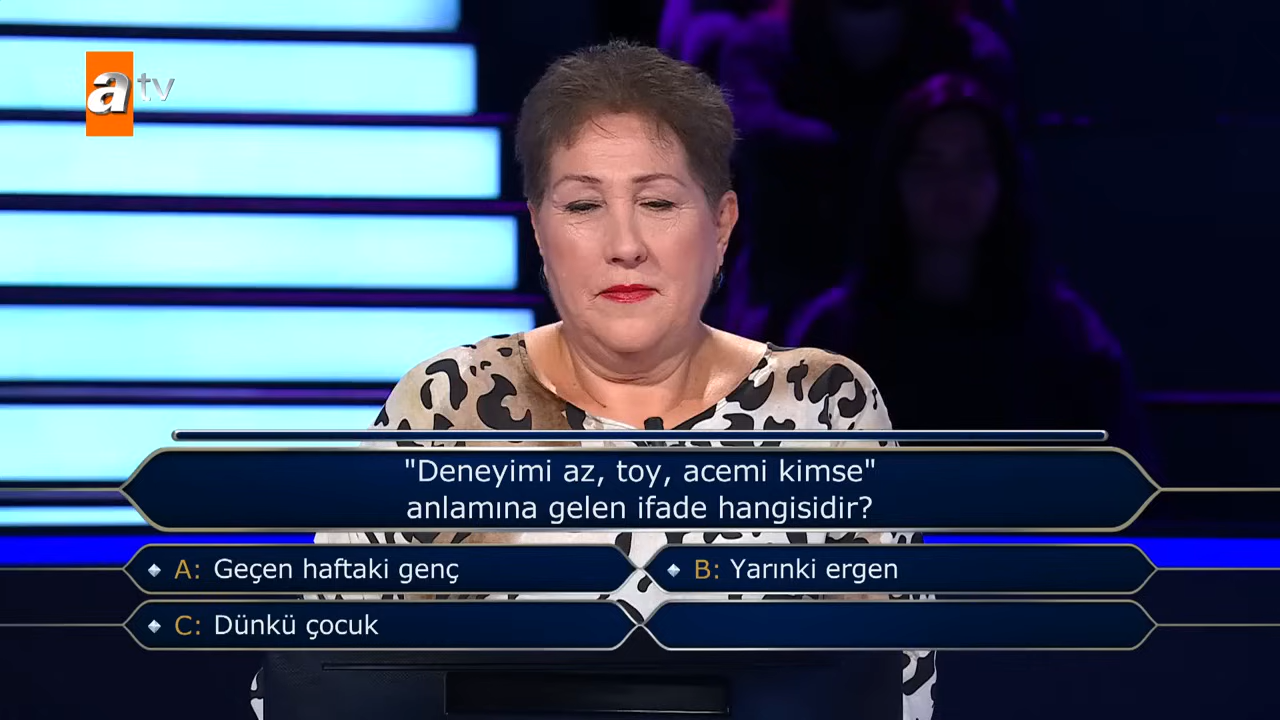 atv
"Deneyimi az, toy, acemi kimse"
anlamına gelen ifade hangisidir?
A: Geçen haftaki genç
B: Yarınki ergen
C: Dünkü çocuk